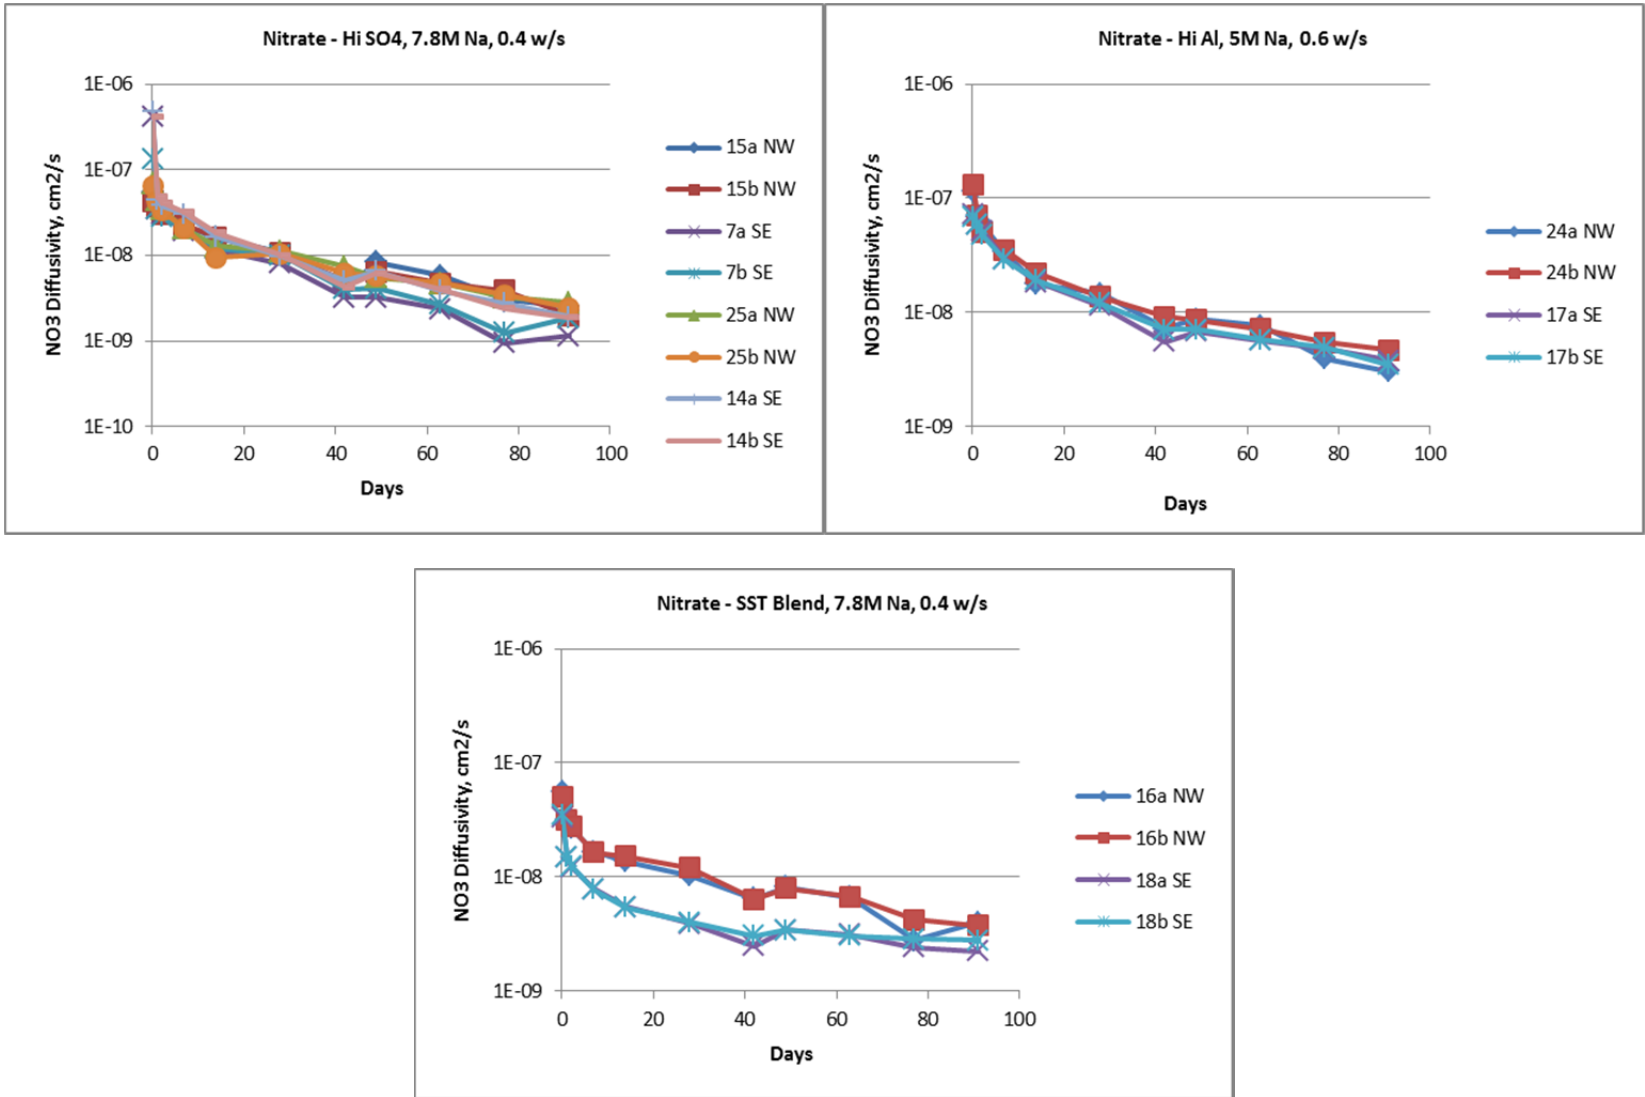 Nitrate - Hi SO4, 7.8M Na, 0.4 w/s
NO3 Diffusivity, cm2/s
1E-06
1E-07
1E-08
1E-09
1E-10
0 20 40 60 80 100
Days
15a NW
15b NW
7a SE
7b SE
25a NW
25b NW
14a SE
14b SE
Nitrate - Hi Al, 5M Na, 0.6 w/s
NO3 Diffusivity, cm2/s
1E-06
1E-07
1E-08
1E-09
0 20 40 60 80 100
Days
24a NW
24b NW
17a SE
17b SE
Nitrate - SST Blend, 7.8M Na, 0.4 w/s
NO3 Diffusivity, cm2/s
1E-06
1E-07
1E-08
1E-09
0 20 40 60 80 100
Days
16a NW
16b NW
18a SE
18b SE